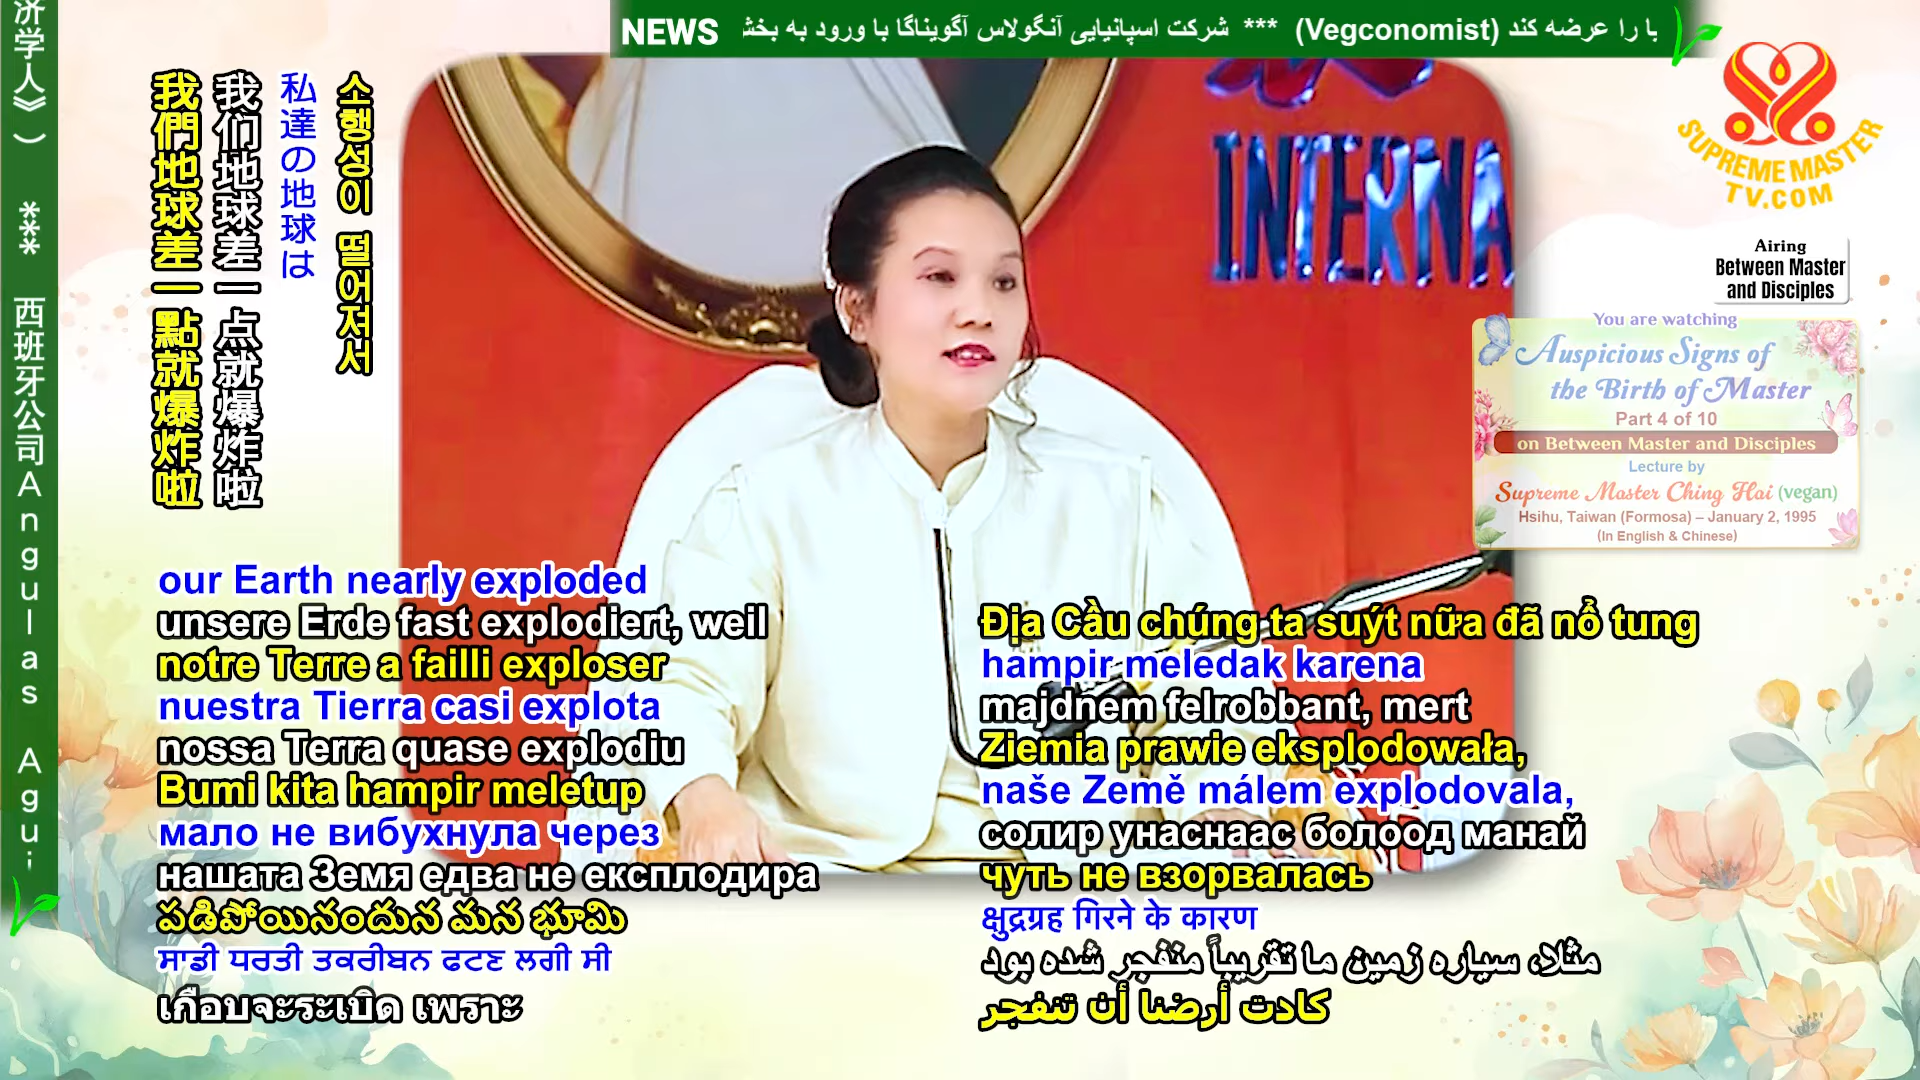 NEWS
با را عرضه کند (Vegconomist) *** شرکت اسپانیایی آنگولاس آگویناگا با ورود به بخش
济学人》） *** 西班牙公司Angulas Agui
我們地球差一點就爆炸啦
我们地球差一点就爆炸啦
私達の地球は
소행성이 떨어져서
INTERNA
SUPREME MASTER
TV.COM
Airing
Between Master
and Disciples
You are watching
Auspicious Signs of
the Birth of Master
Part 4 of 10
on Between Master and Disciples
Lecture by
Supreme Master Ching Hai (vegan)
Hsihu, Taiwan (Formosa) – January 2, 1995
(In English & Chinese)
our Earth nearly exploded
unsere Erde fast explodiert, weil
notre Terre a failli exploser
nuestra Tierra casi explota
nossa Terra quase explodiu
Bumi kita hampir meletup
мало не вибухнула через
нашата Земя едва не експлодира
పడిపోయినందున మన భూమి
ਸਾਡੀ ਧਰਤੀ ਤਕਰੀਬਨ ਫਟਣ ਲਗੀ ਸੀ
เกือบจะระเบิด เพราะ
Địa Cầu chúng ta suýt nữa đã nổ tung
hampir meledak karena
majdnem felrobbant, mert
Ziemia prawie eksplodowała,
naše Země málem explodovala,
солир унаснаас болоод манай
чуть не взорвалась
क्षुद्रग्रह गिरने के कारण
مثلا، سیاره زمین ما تقریباً منفجر شده بود
كادت أرضنا أن تنفجر